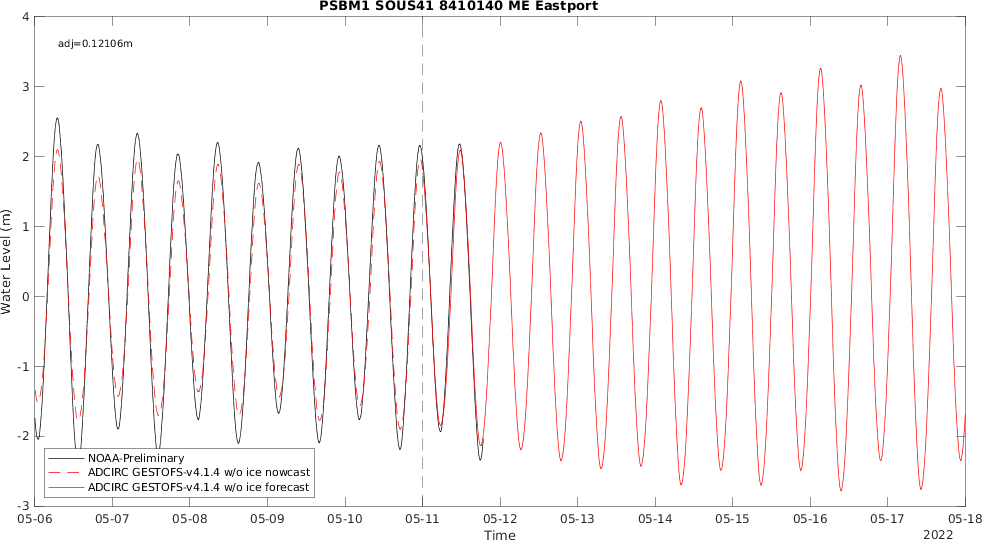 PSBM1 SOUS41 8410140 ME Eastport
adj=0.12106m
4
3
2
1
0
-1
-2
-3
Water Level (m)
NOAA-Preliminary
ADCIRC GESTOFS-v4.1.4 w/o ice nowcast
ADCIRC GESTOFS-v4.1.4 w/o ice forecast
05-06 05-07 05-08 05-09 05-10 05-11 05-12 05-13 05-14 05-15 05-16 05-17 05-18
Time
2022